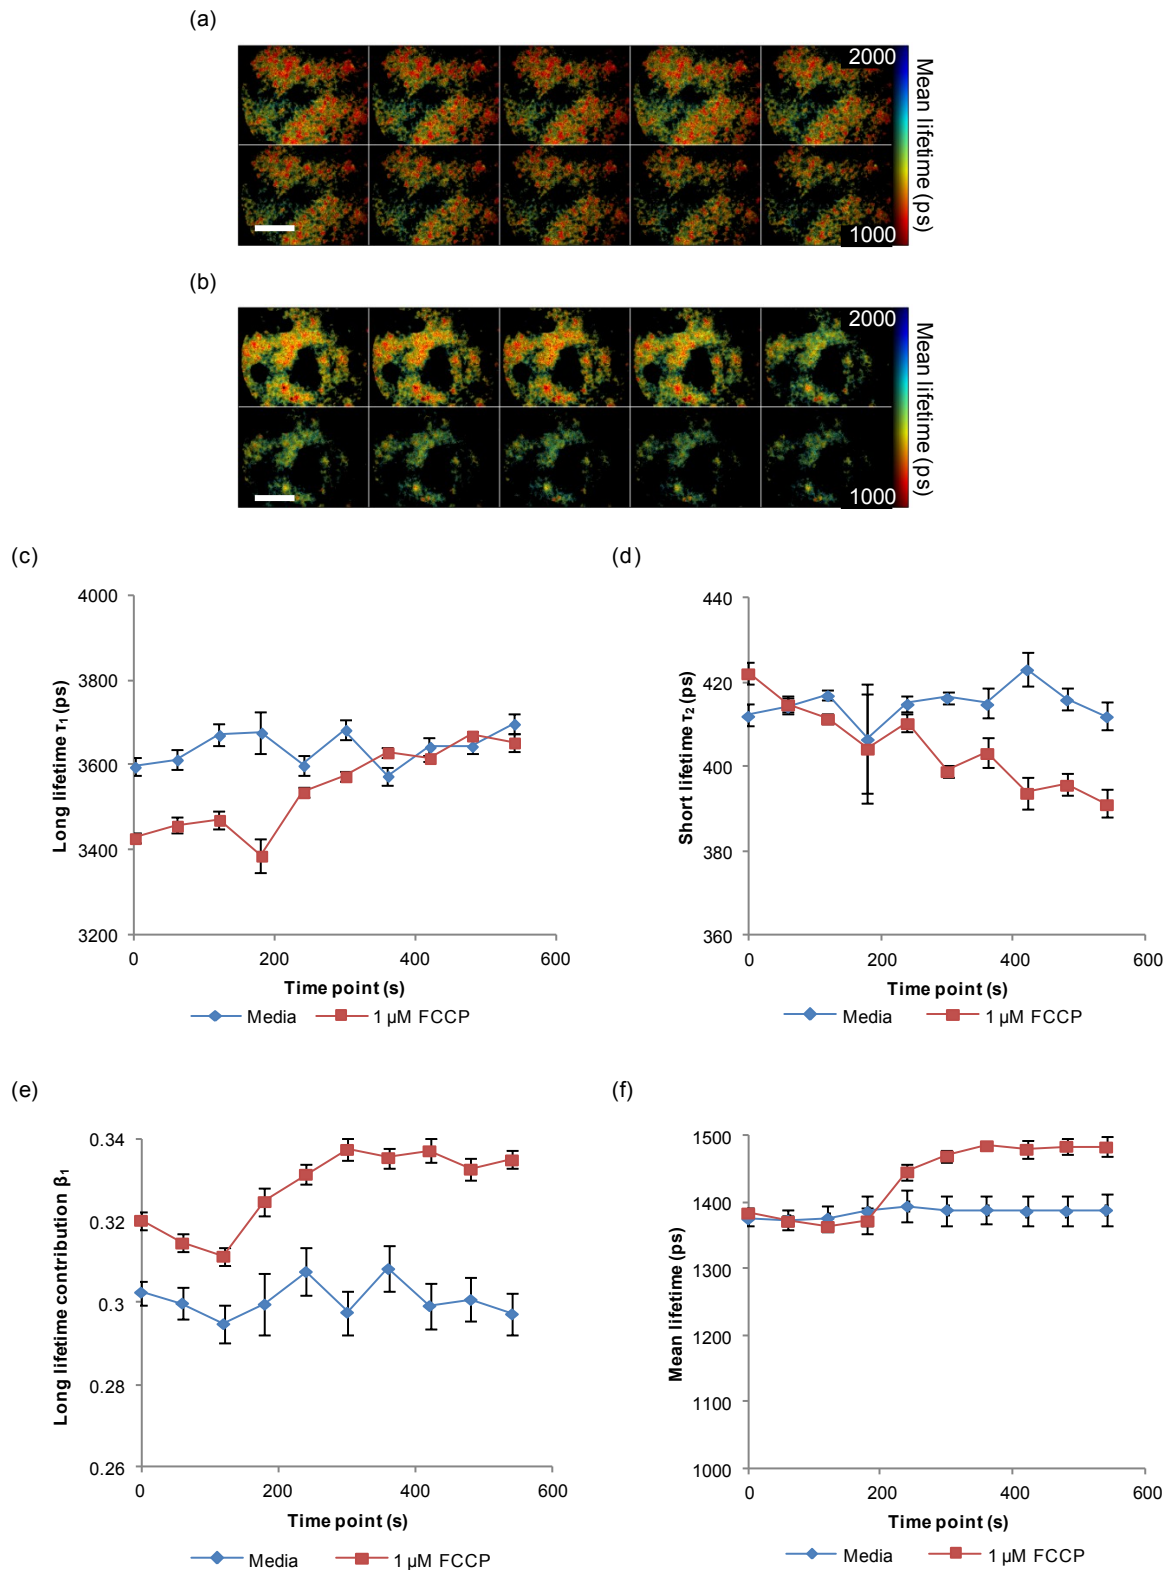 (a)
2000
1000
Mean lifetime (ps)
(b)
2000
1000
Mean lifetime (ps)
(c)
4000
3800
3600
3400
3200
Long lifetime τ₁ (ps)
0 200 400 600
Time point (s)
Media 1 µM FCCP
(d)
440
420
400
380
360
Short lifetime τ₂ (ps)
0 200 400 600
Time point (s)
Media 1 µM FCCP
(e)
0.34
0.32
0.3
0.28
0.26
Long lifetime contribution β₁
0 200 400 600
Time point (s)
Media 1 µM FCCP
(f)
1500
1400
1300
1200
1100
1000
Mean lifetime (ps)
0 200 400 600
Time point (s)
Media 1 µM FCCP